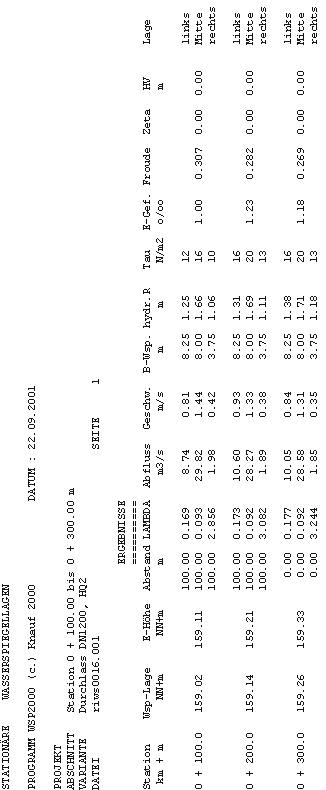 STATIONÄRE WASSERSPIEGELLAGEN
PROGRAMM WSP2000 (c.) Knauf 2000 DATUM : 22.09.2001
PROJEKT
ABSCHNITT Station 0 + 100.00 bis 0 + 300.00 m
VARIANTE Durchlass DN1200, HQ2
DATEI riws0016.001 SEITE 1
ERGEBNISSE
==========
Station Wsp-Lage E-Höhe Abstand LAMBDA Abfluss Geschw. B-Wsp. hydr.R Tau E-Gef. Froude Zeta HV Lage
km + m NN+m NN+m m m3/s m/s m m N/m2 o/oo m
100.00 0.169 8.74 0.81 8.25 1.25 12 links
0 + 100.0 159.02 159.11 100.00 0.093 29.82 1.44 8.00 1.66 16 1.00 0.307 0.00 0.00 Mitte
100.00 2.856 1.98 0.42 3.75 1.06 10 rechts
100.00 0.173 10.60 0.93 8.25 1.31 16 links
0 + 200.0 159.14 159.21 100.00 0.092 28.27 1.33 8.00 1.69 20 1.23 0.282 0.00 0.00 Mitte
100.00 3.082 1.89 0.38 3.75 1.11 13 rechts
0.00 0.177 10.05 0.84 8.25 1.38 16 links
0 + 300.0 159.26 159.33 0.00 0.092 28.58 1.31 8.00 1.71 20 1.18 0.269 0.00 0.00 Mitte
0.00 3.244 1.85 0.35 3.75 1.18 13 rechts